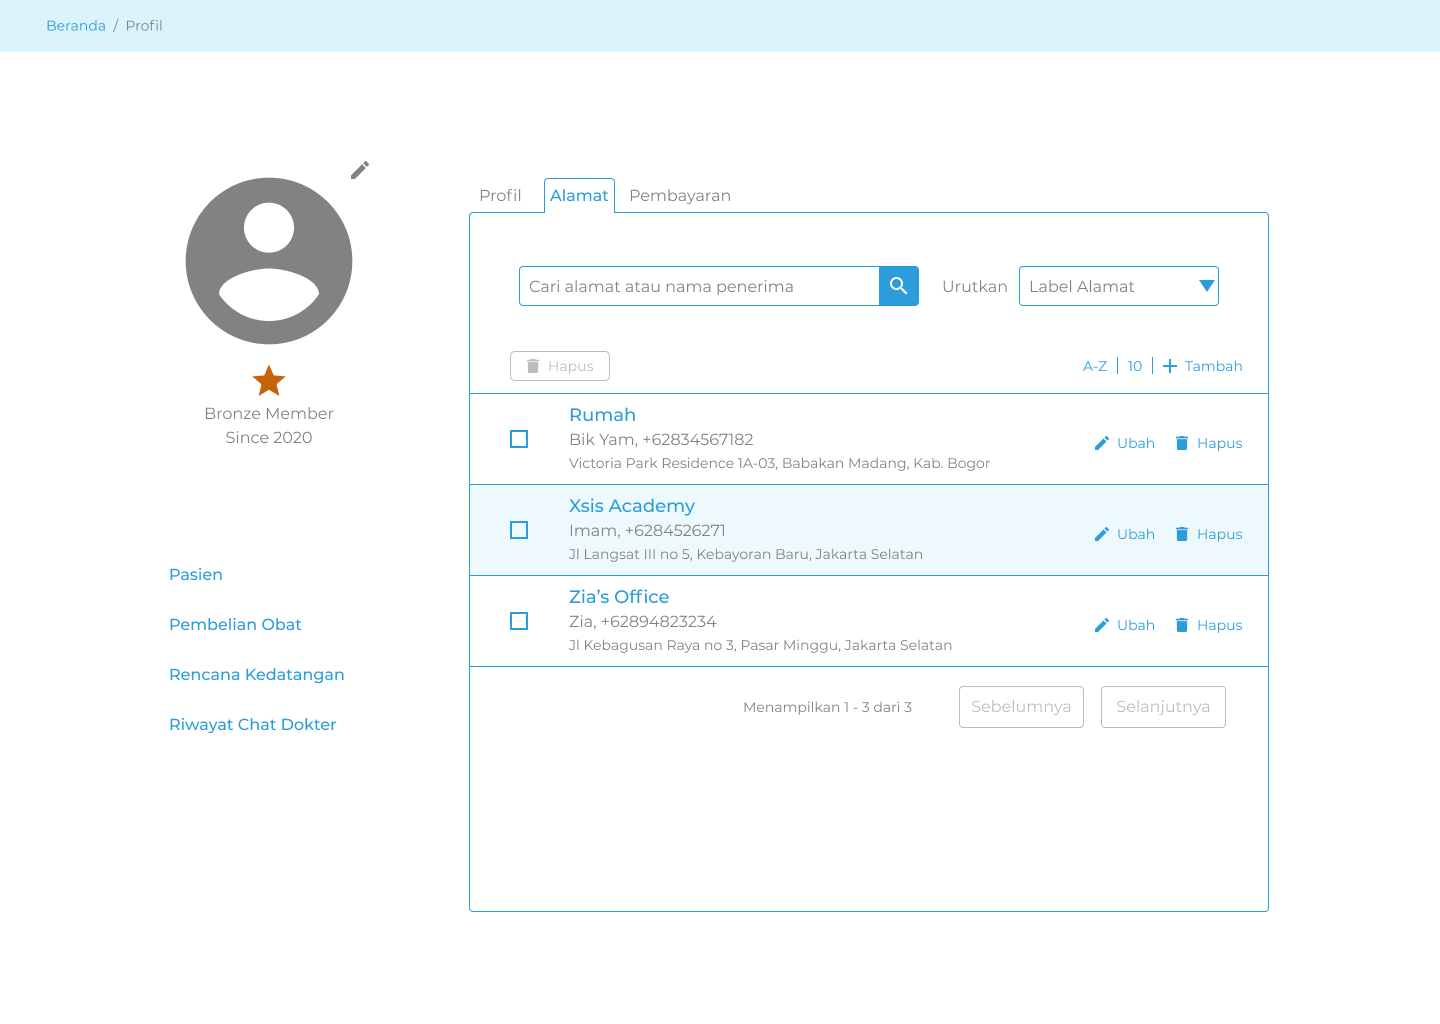 Beranda / Profil
Bronze Member
Since 2020
Pasien
Pembelian Obat
Rencana Kedatangan
Riwayat Chat Dokter
Profil Alamat Pembayaran
Cari alamat atau nama penerima Urutkan Label Alamat
Hapus A-Z | 10 | + Tambah
Rumah
Bik Yam, +62834567182
Victoria Park Residence 1A-03, Babakan Madang, Kab. Bogor
Ubah Hapus
Xsis Academy
Imam, +6284526271
Jl Langsat III no 5, Kebayoran Baru, Jakarta Selatan
Ubah Hapus
Zia’s Office
Zia, +62894823234
Jl Kebagusan Raya no 3, Pasar Minggu, Jakarta Selatan
Ubah Hapus
Menampilkan 1 - 3 dari 3 Sebelumnya Selanjutnya